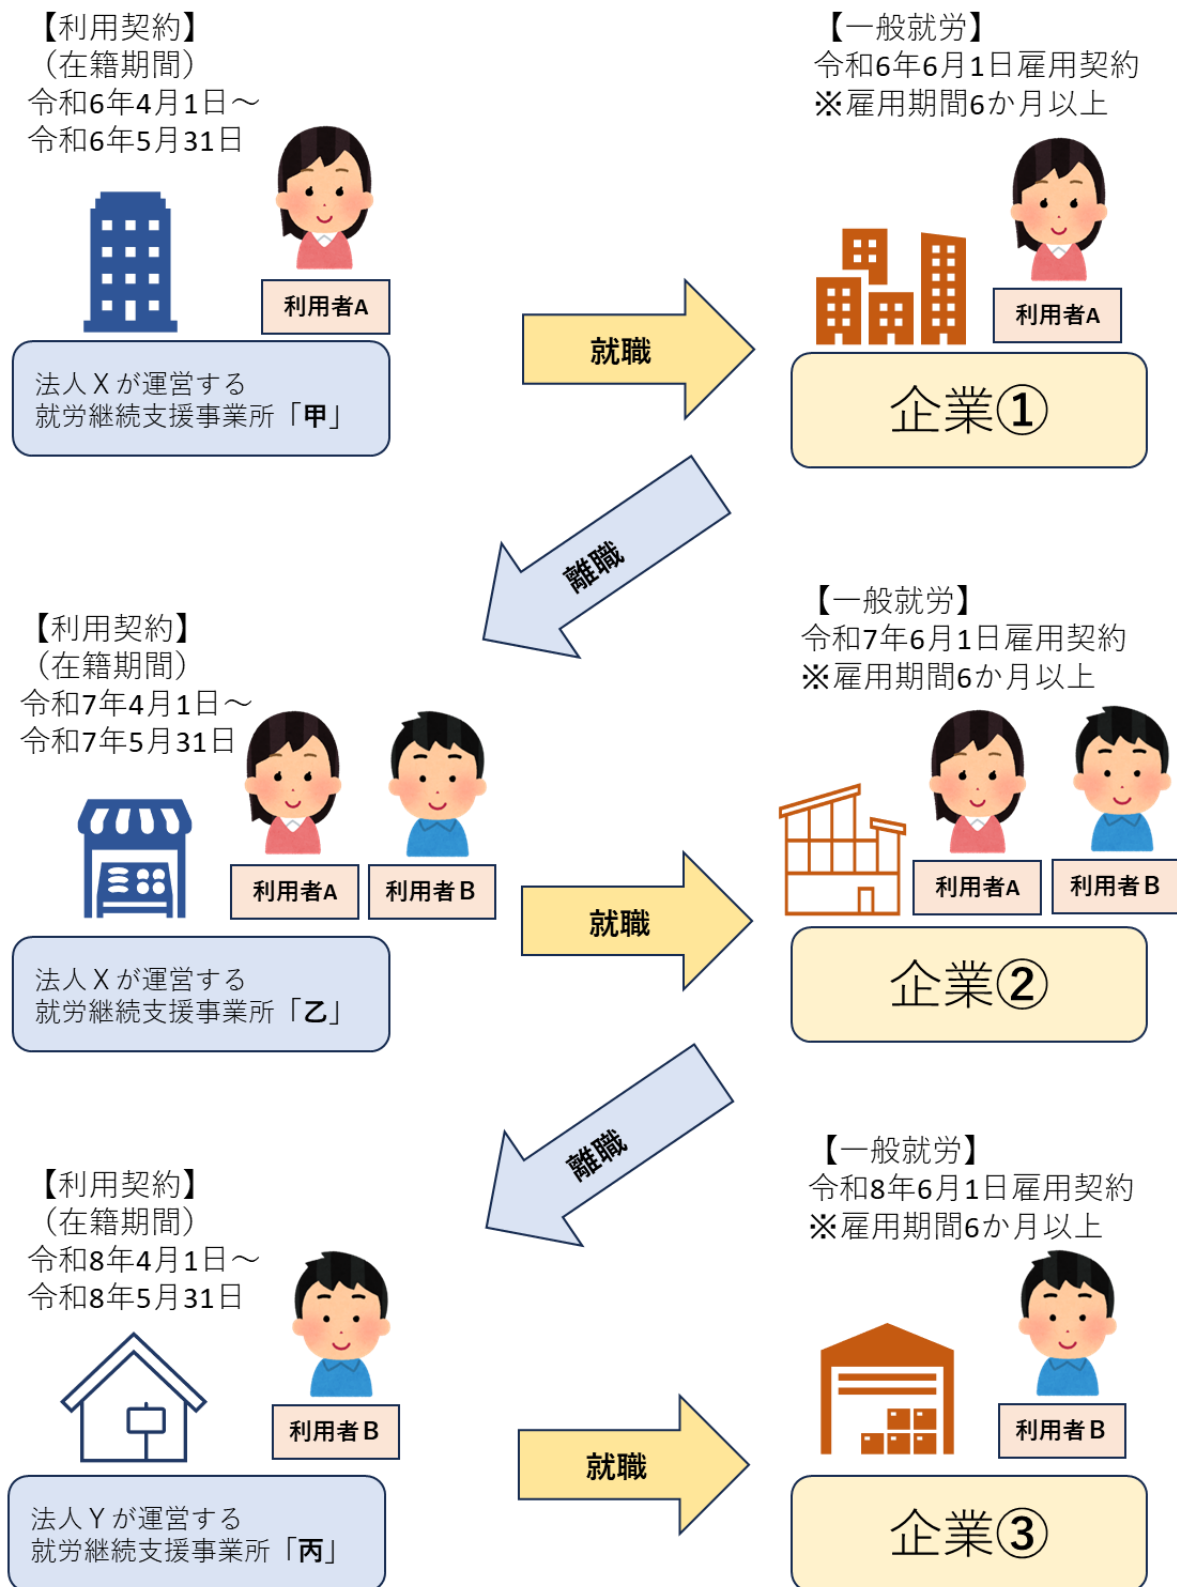 【利用契約】
（在籍期間）
令和6年4月1日～
令和6年5月31日
利用者A
法人Ｘが運営する
就労継続支援事業所「甲」
就職
【一般就労】
令和6年6月1日雇用契約
※雇用期間6か月以上
利用者A
企業①
離職
【利用契約】
（在籍期間）
令和7年4月1日～
令和7年5月31日
利用者A
利用者Ｂ
法人Ｘが運営する
就労継続支援事業所「乙」
就職
【一般就労】
令和7年6月1日雇用契約
※雇用期間6か月以上
利用者A
利用者Ｂ
企業②
離職
【利用契約】
（在籍期間）
令和8年4月1日～
令和8年5月31日
利用者Ｂ
法人Ｙが運営する
就労継続支援事業所「丙」
就職
【一般就労】
令和8年6月1日雇用契約
※雇用期間6か月以上
利用者Ｂ
企業③